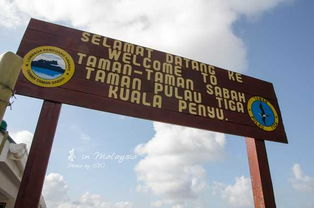 SELAMAT DATANG KE
WELCOME TO
TAMAN-TAMAN SABAH
TAMAN PULAU TIGA
KUALA PENYU.
in Malaysia